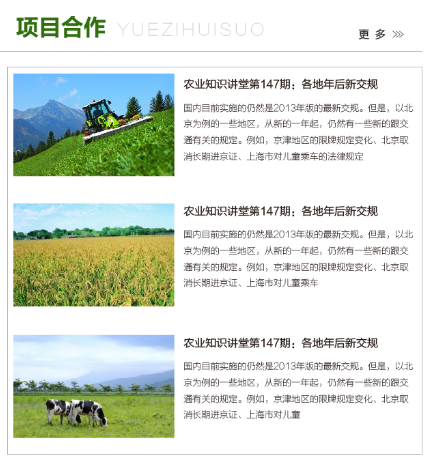 项目合作 YUEZIHUISUO
更 多 >>>
农业知识讲堂第147期：各地年后新交规
国内目前实施的仍然是2013年版的最新交规。但是，以北
京为例的一些地区，从新的一年起，仍然有一些新的跟交
通有关的规定。例如，京津地区的限牌规定变化、北京取
消长期进京证、上海市对儿童乘车的法律规定
农业知识讲堂第147期：各地年后新交规
国内目前实施的仍然是2013年版的最新交规。但是，以北
京为例的一些地区，从新的一年起，仍然有一些新的跟交
通有关的规定。例如，京津地区的限牌规定变化、北京取
消长期进京证、上海市对儿童乘车
农业知识讲堂第147期：各地年后新交规
国内目前实施的仍然是2013年版的最新交规。但是，以北
京为例的一些地区，从新的一年起，仍然有一些新的跟交
通有关的规定。例如，京津地区的限牌规定变化、北京取
消长期进京证、上海市对儿童